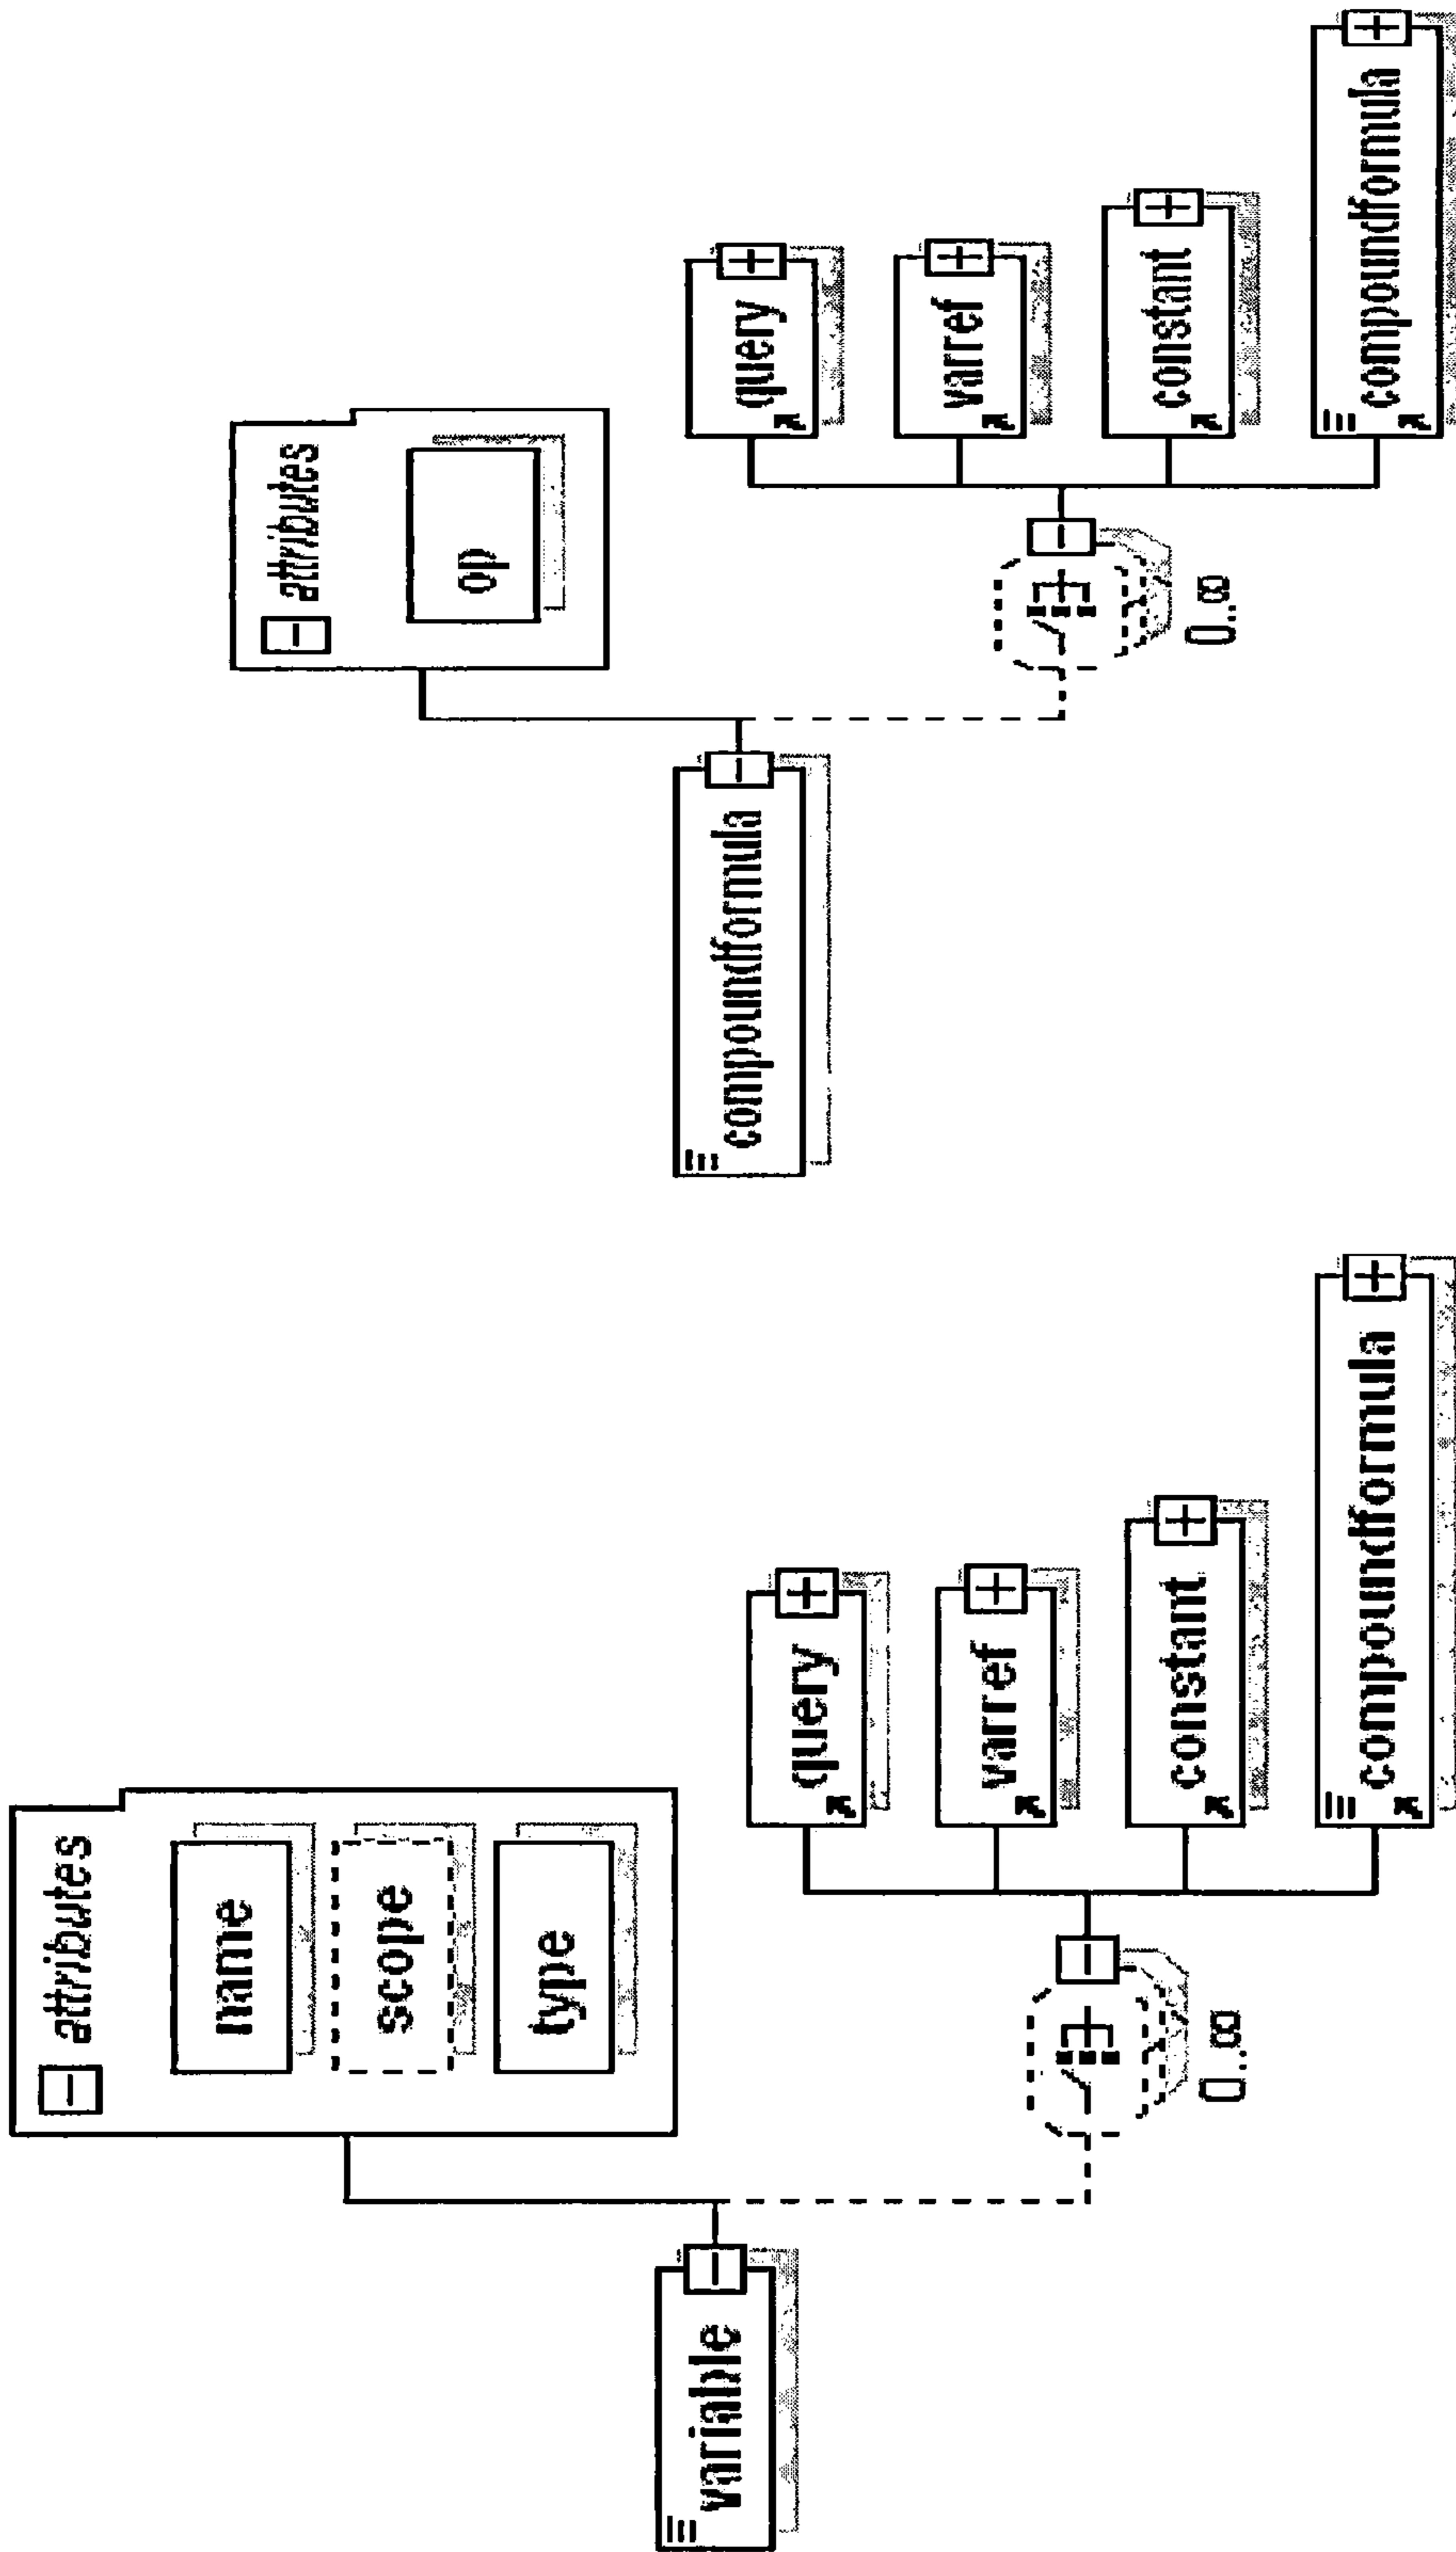 variable
attributes
name
scope
type
0..∞
query
varref
constant
compoundformula
compoundformula
attributes
op
0..∞
query
varref
constant
compoundformula